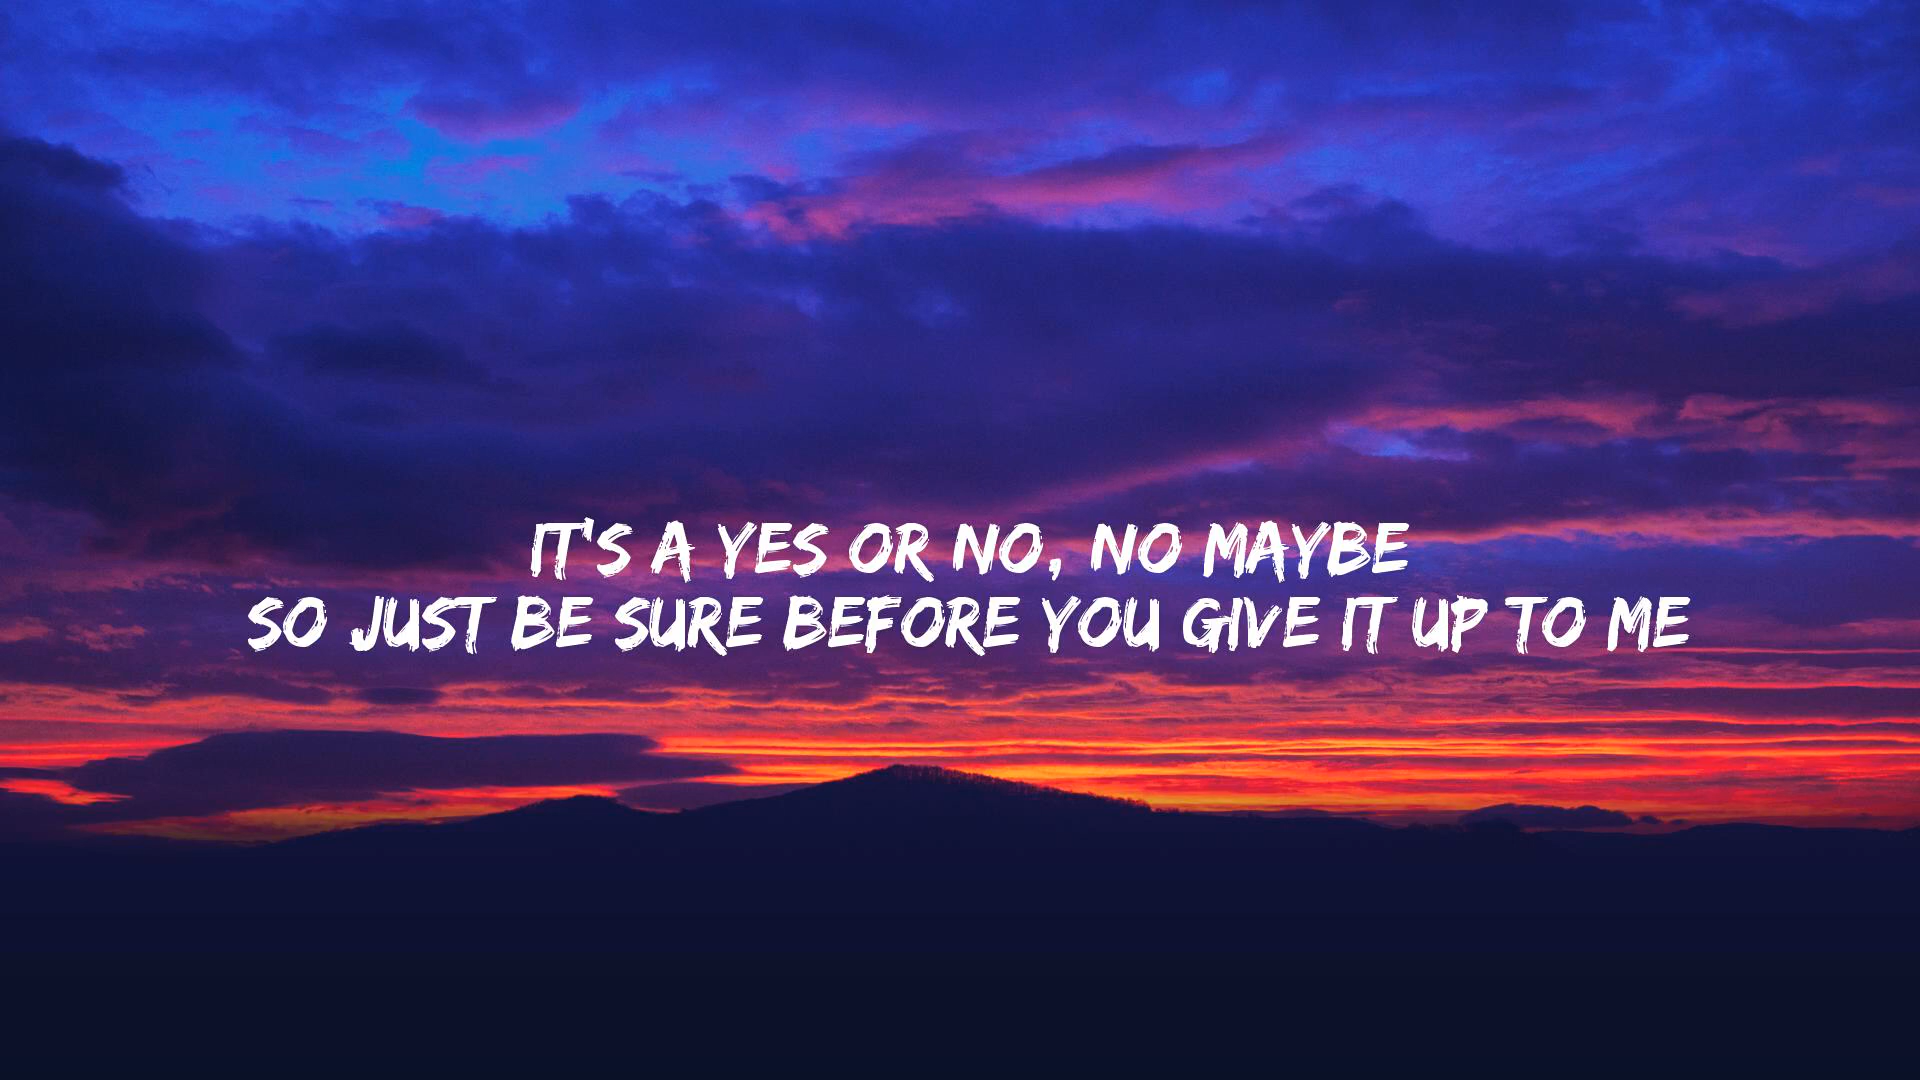 IT'S A YES OR NO, NO MAYBE
SO JUST BE SURE BEFORE YOU GIVE IT UP TO ME